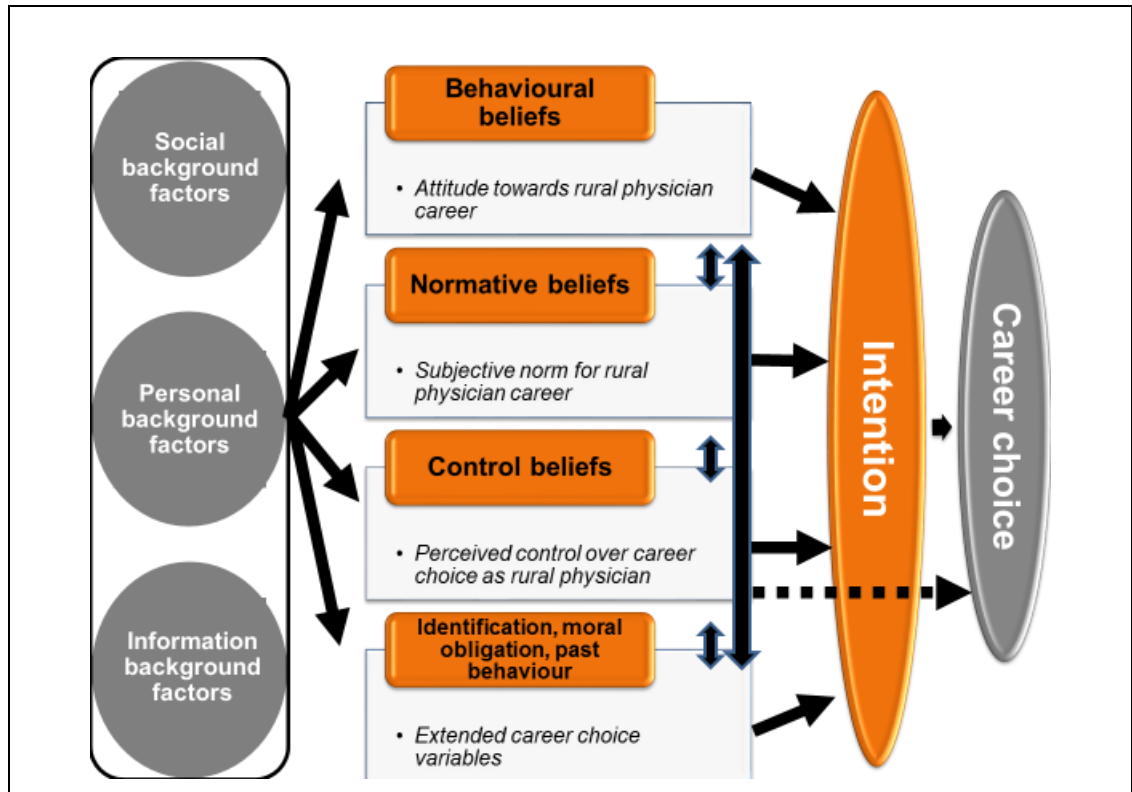 Social
background
factors
Personal
background
factors
Information
background
factors
Behavioural
beliefs
• Attitude towards rural physician
career
Normative beliefs
• Subjective norm for rural
physician career
Control beliefs
• Perceived control over career
choice as rural physician
Identification, moral
obligation, past
behaviour
• Extended career choice
variables
Intention
Career choice